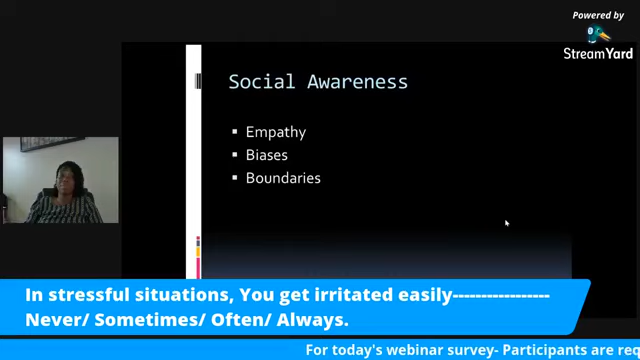 Powered by
StreamYard
Social Awareness
▪ Empathy
▪ Biases
▪ Boundaries
In stressful situations, You get irritated easily-----------------
Never/ Sometimes/ Often/ Always.
For today's webinar survey- Participants are req